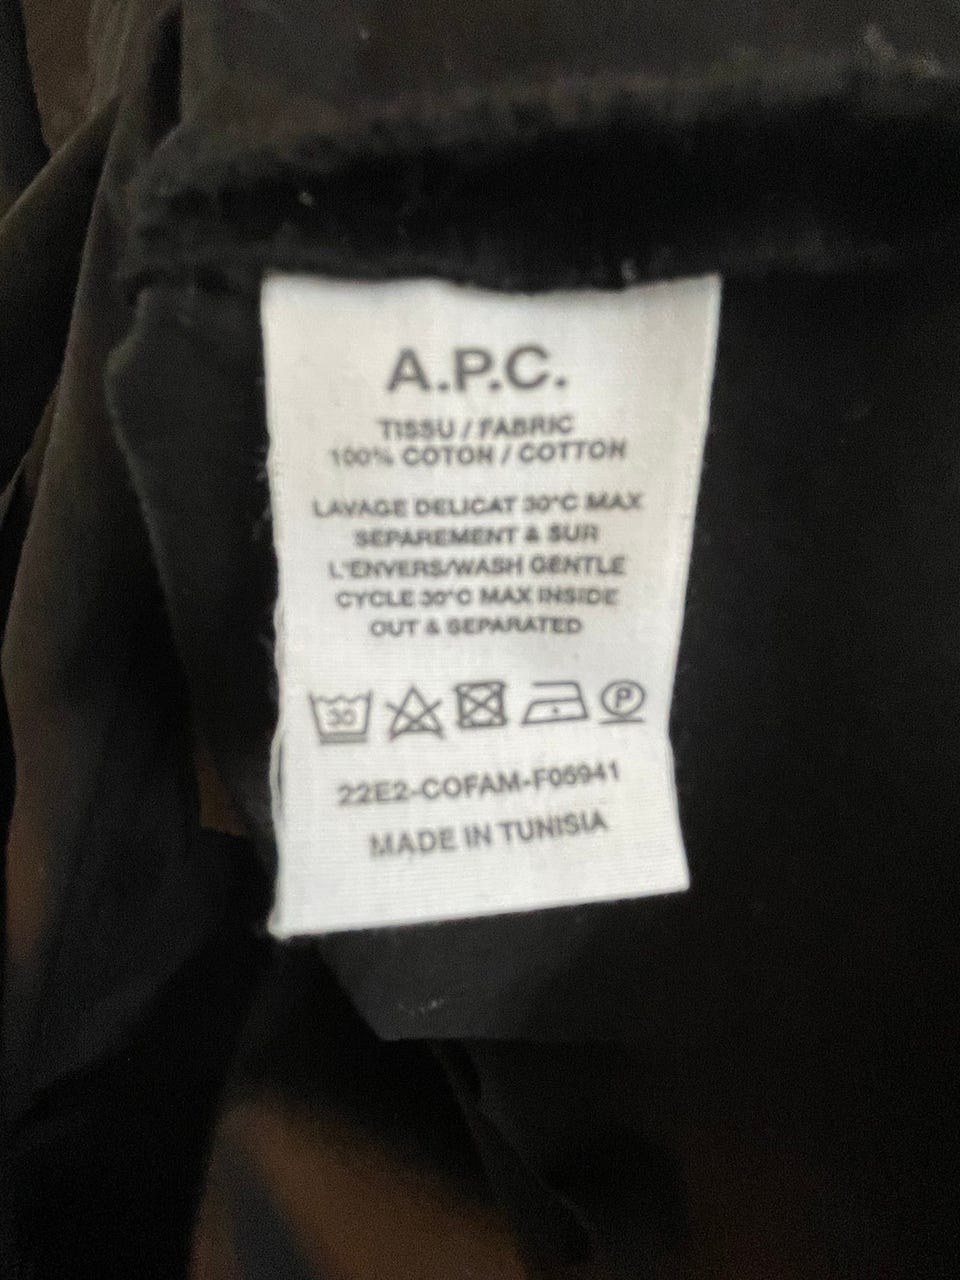 A.P.C.
TISSU / FABRIC
100% COTON / COTTON
LAVAGE DELICAT 30°C MAX
SEPAREMENT & SUR
L'ENVERS/WASH GENTLE
CYCLE 30°C MAX INSIDE
OUT & SEPARATED
30 P
22E2-COFAM-F05941
MADE IN TUNISIA